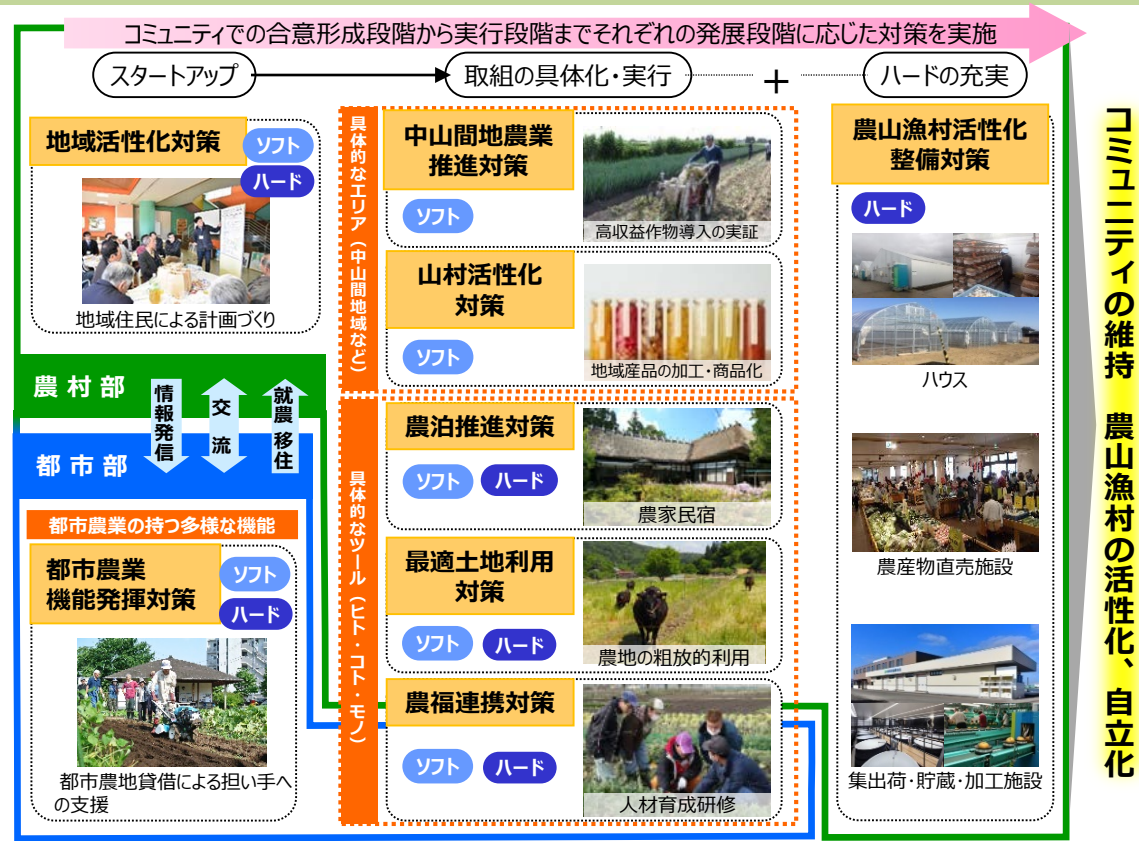 コミュニティでの合意形成段階から実行段階までそれぞれの発展段階に応じた対策を実施
スタートアップ
取組の具体化・実行
+
ハードの充実
地域活性化対策
ソフト
ハード
地域住民による計画づくり
農村部
情報発信
交流
就農 移住
都市部
都市農業の持つ多様な機能
都市農業
機能発揮対策
ソフト
ハード
都市農地貸借による担い手へ
の支援
具体的なエリア(中山間地域など)
中山間地農業
推進対策
ソフト
高収益作物導入の実証
山村活性化
対策
ソフト
地域産品の加工・商品化
具体的なツール(ヒト・コト・モノ)
農泊推進対策
ソフト
ハード
農家民宿
最適土地利用
対策
ソフト
ハード
農地の粗放的利用
農福連携対策
ソフト
ハード
人材育成研修
農山漁村活性化
整備対策
ハード
ハウス
農産物直売施設
集出荷・貯蔵・加工施設
コミュニティの維持 農山漁村の活性化、自立化